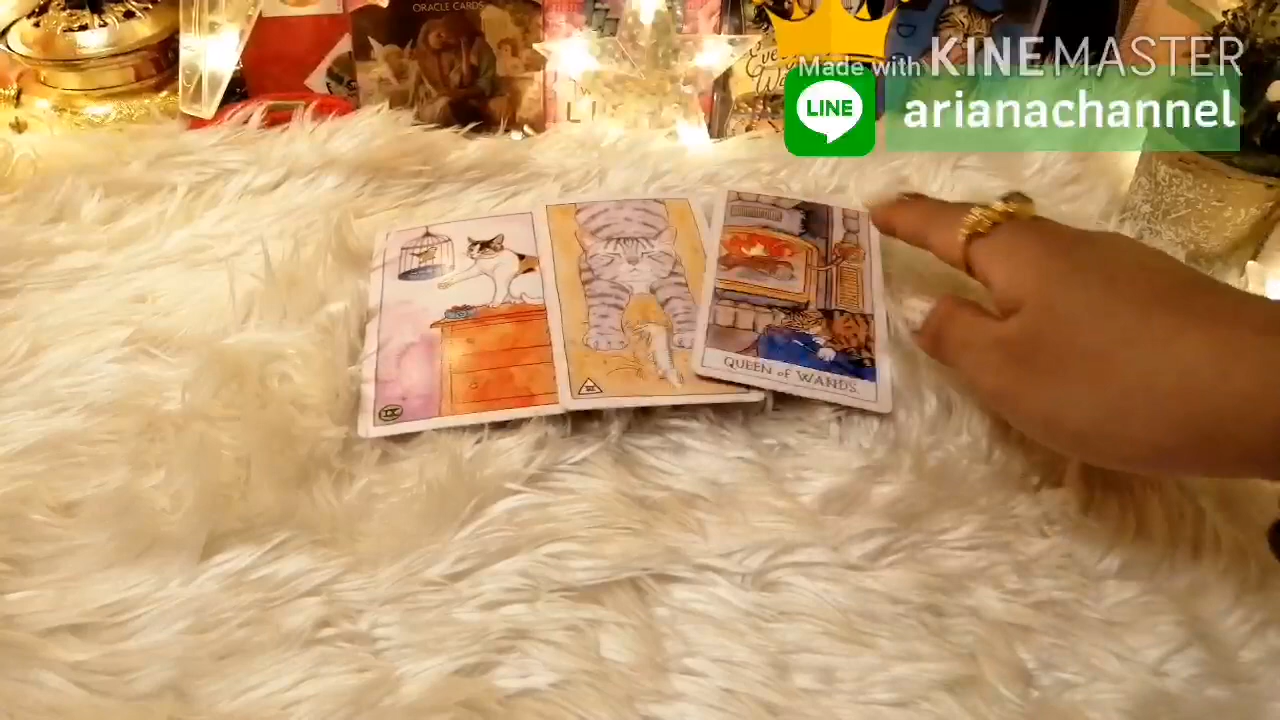 ORACLE CARDS
Made with KINEMASTER
LINE
arianachannel
QUEEN of WANDS.